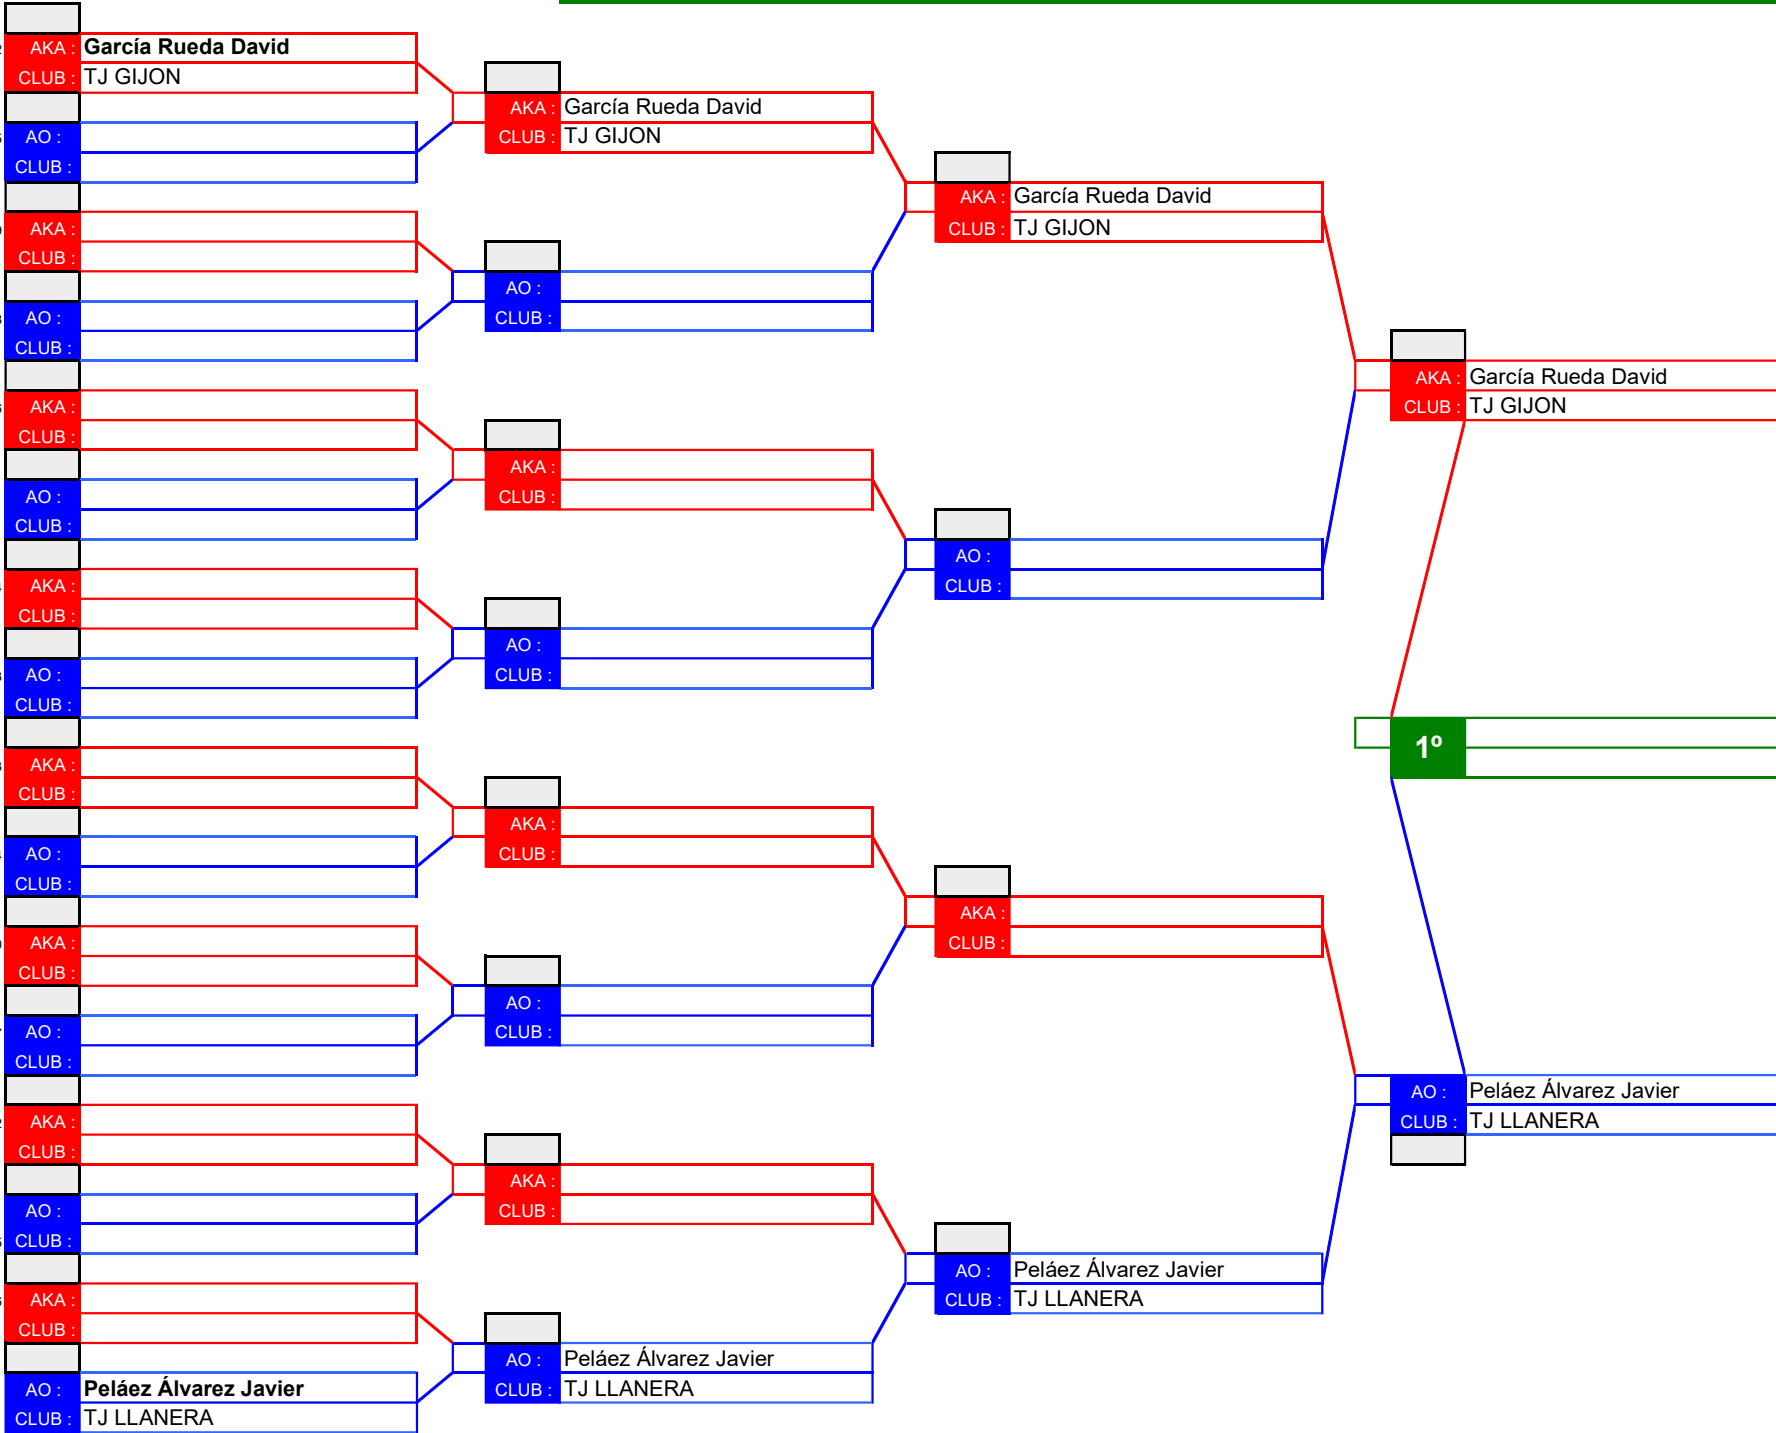 AKA : García Rueda David
CLUB : TJ GIJON
AO :
CLUB :
AKA :
CLUB :
AO :
CLUB :
AKA :
CLUB :
AO :
CLUB :
AKA :
CLUB :
AO :
CLUB :
AKA :
CLUB :
AO :
CLUB :
AKA :
CLUB :
AO :
CLUB :
AKA :
CLUB :
AO :
CLUB :
AKA :
CLUB :
AO : Peláez Álvarez Javier
CLUB : TJ LLANERA
AKA : García Rueda David
CLUB : TJ GIJON
AO :
CLUB :
AKA :
CLUB :
AO :
CLUB :
AKA :
CLUB :
AO :
CLUB :
AKA :
CLUB :
AO : Peláez Álvarez Javier
CLUB : TJ LLANERA
AKA : García Rueda David
CLUB : TJ GIJON
AO :
CLUB :
AKA :
CLUB :
AO : Peláez Álvarez Javier
CLUB : TJ LLANERA
AKA : García Rueda David
CLUB : TJ GIJON
1º
AO : Peláez Álvarez Javier
CLUB : TJ LLANERA